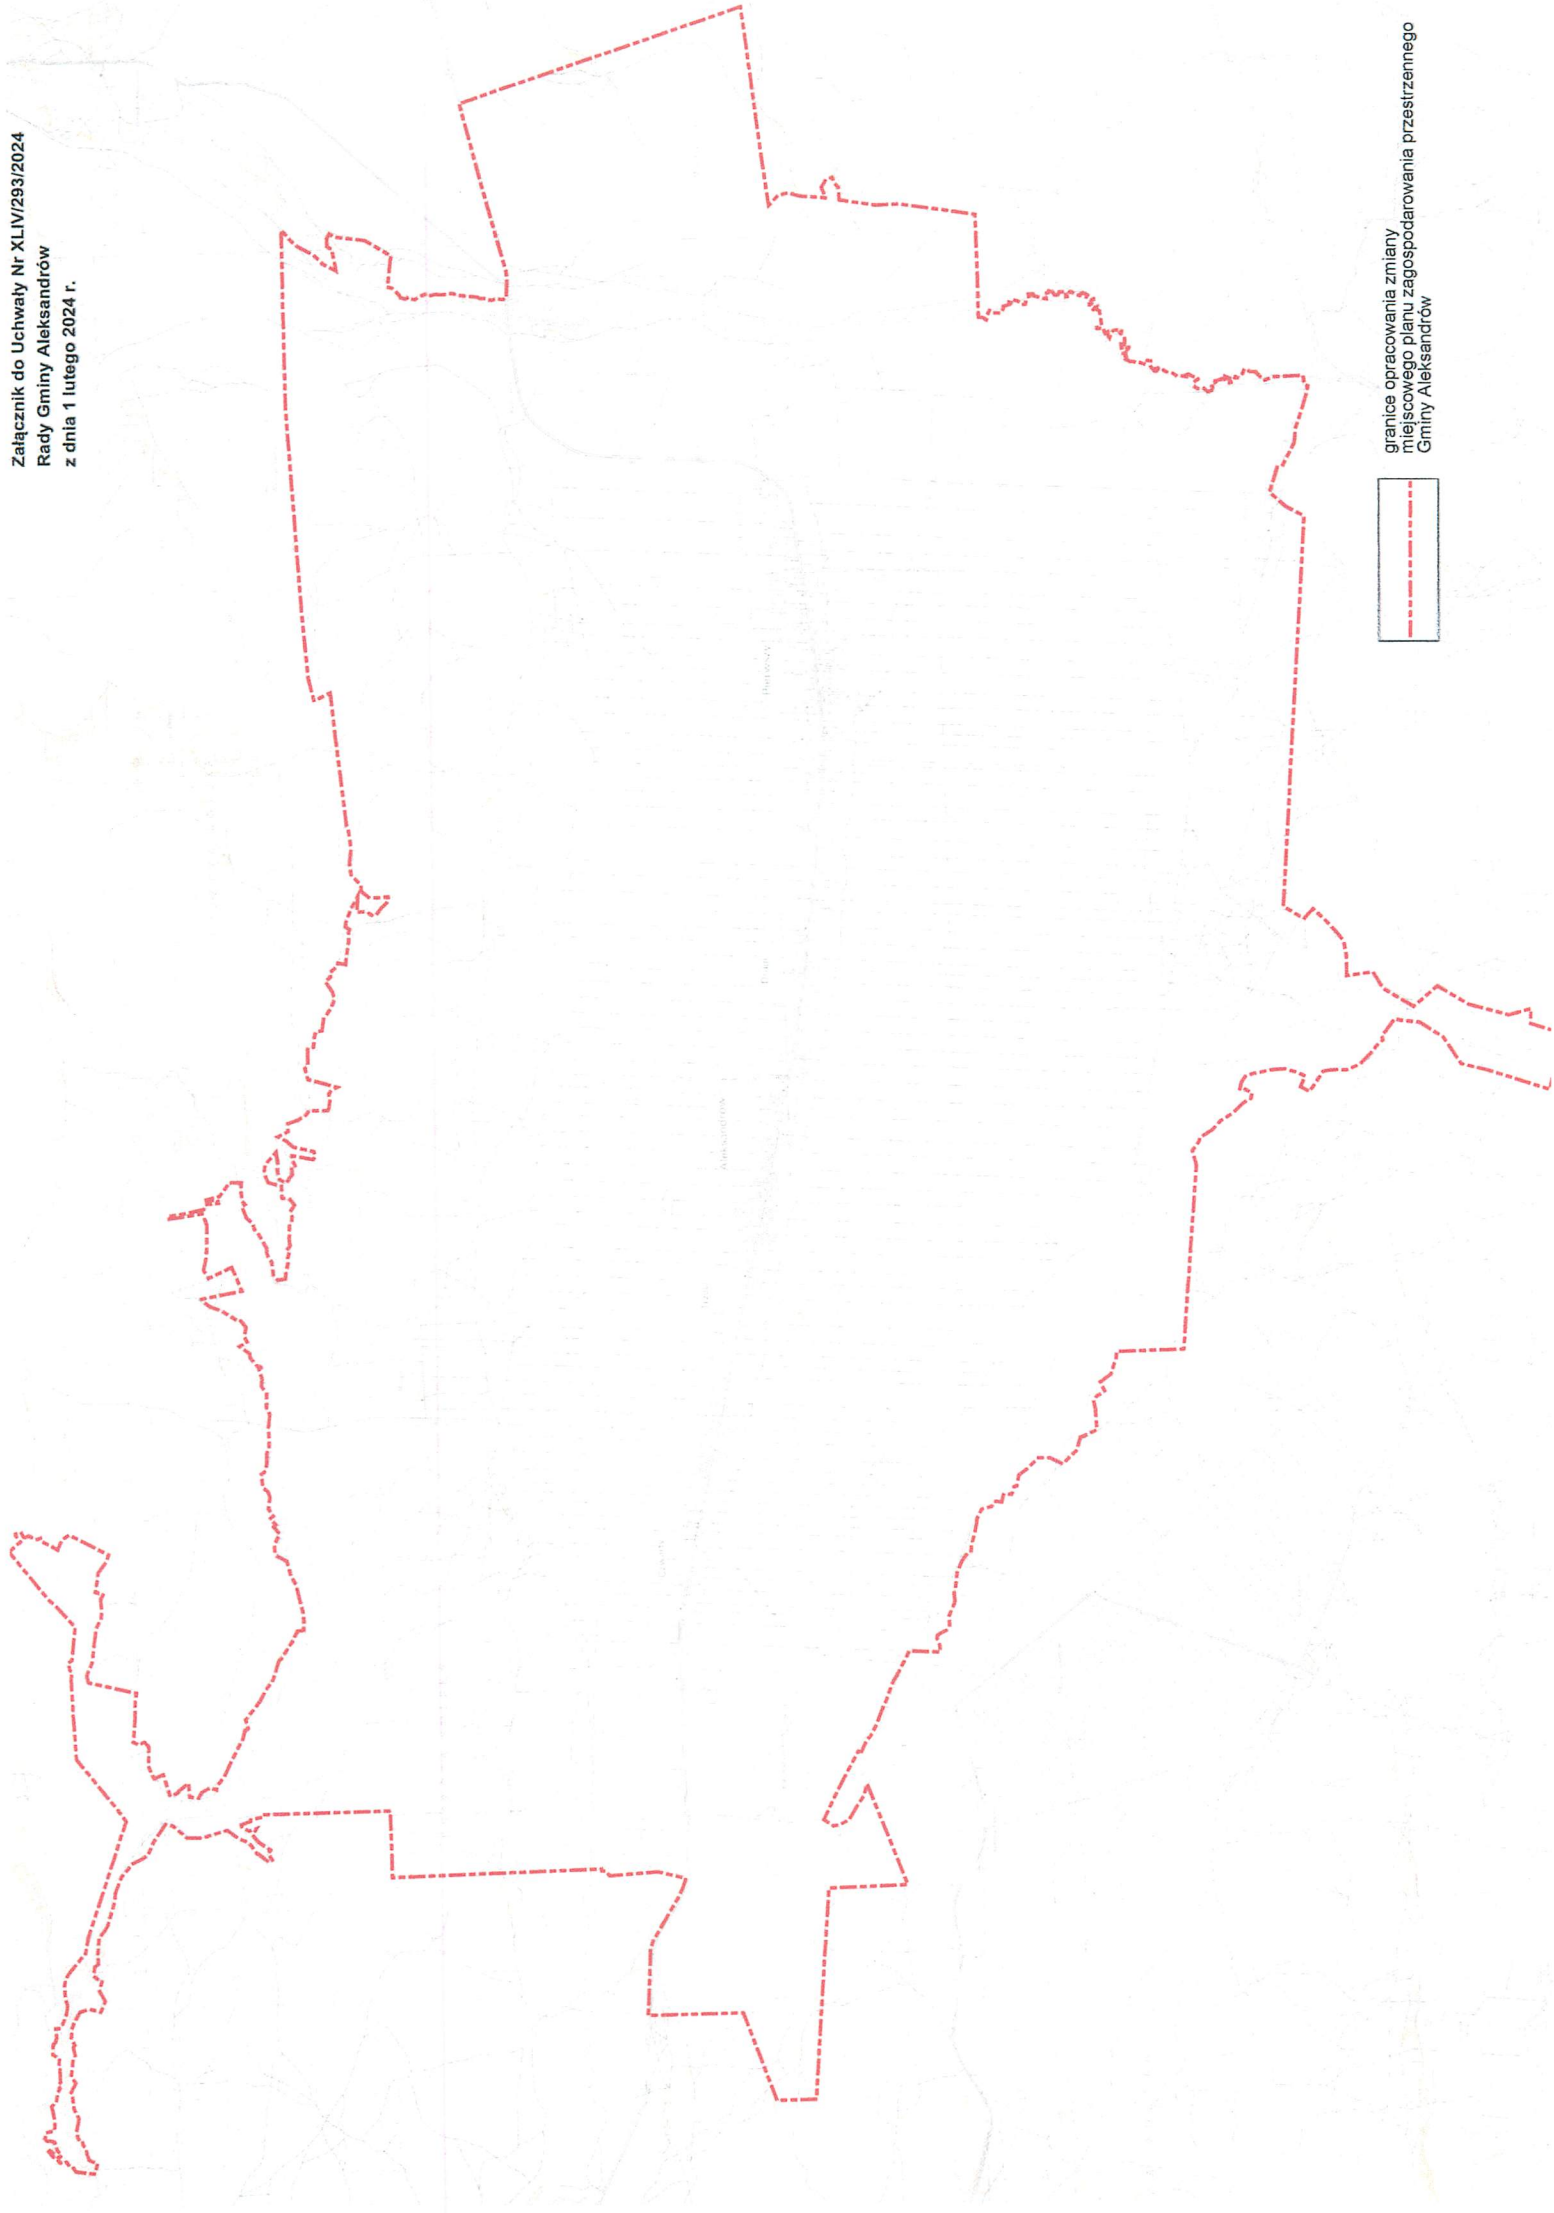 Załącznik do Uchwały Nr XLIV/293/2024
Rady Gminy Aleksandrów
z dnia 1 lutego 2024 r.
granice opracowania zmiany
miejscowego planu zagospodarowania przestrzennego
Gminy Aleksandrów
Aleksandrów